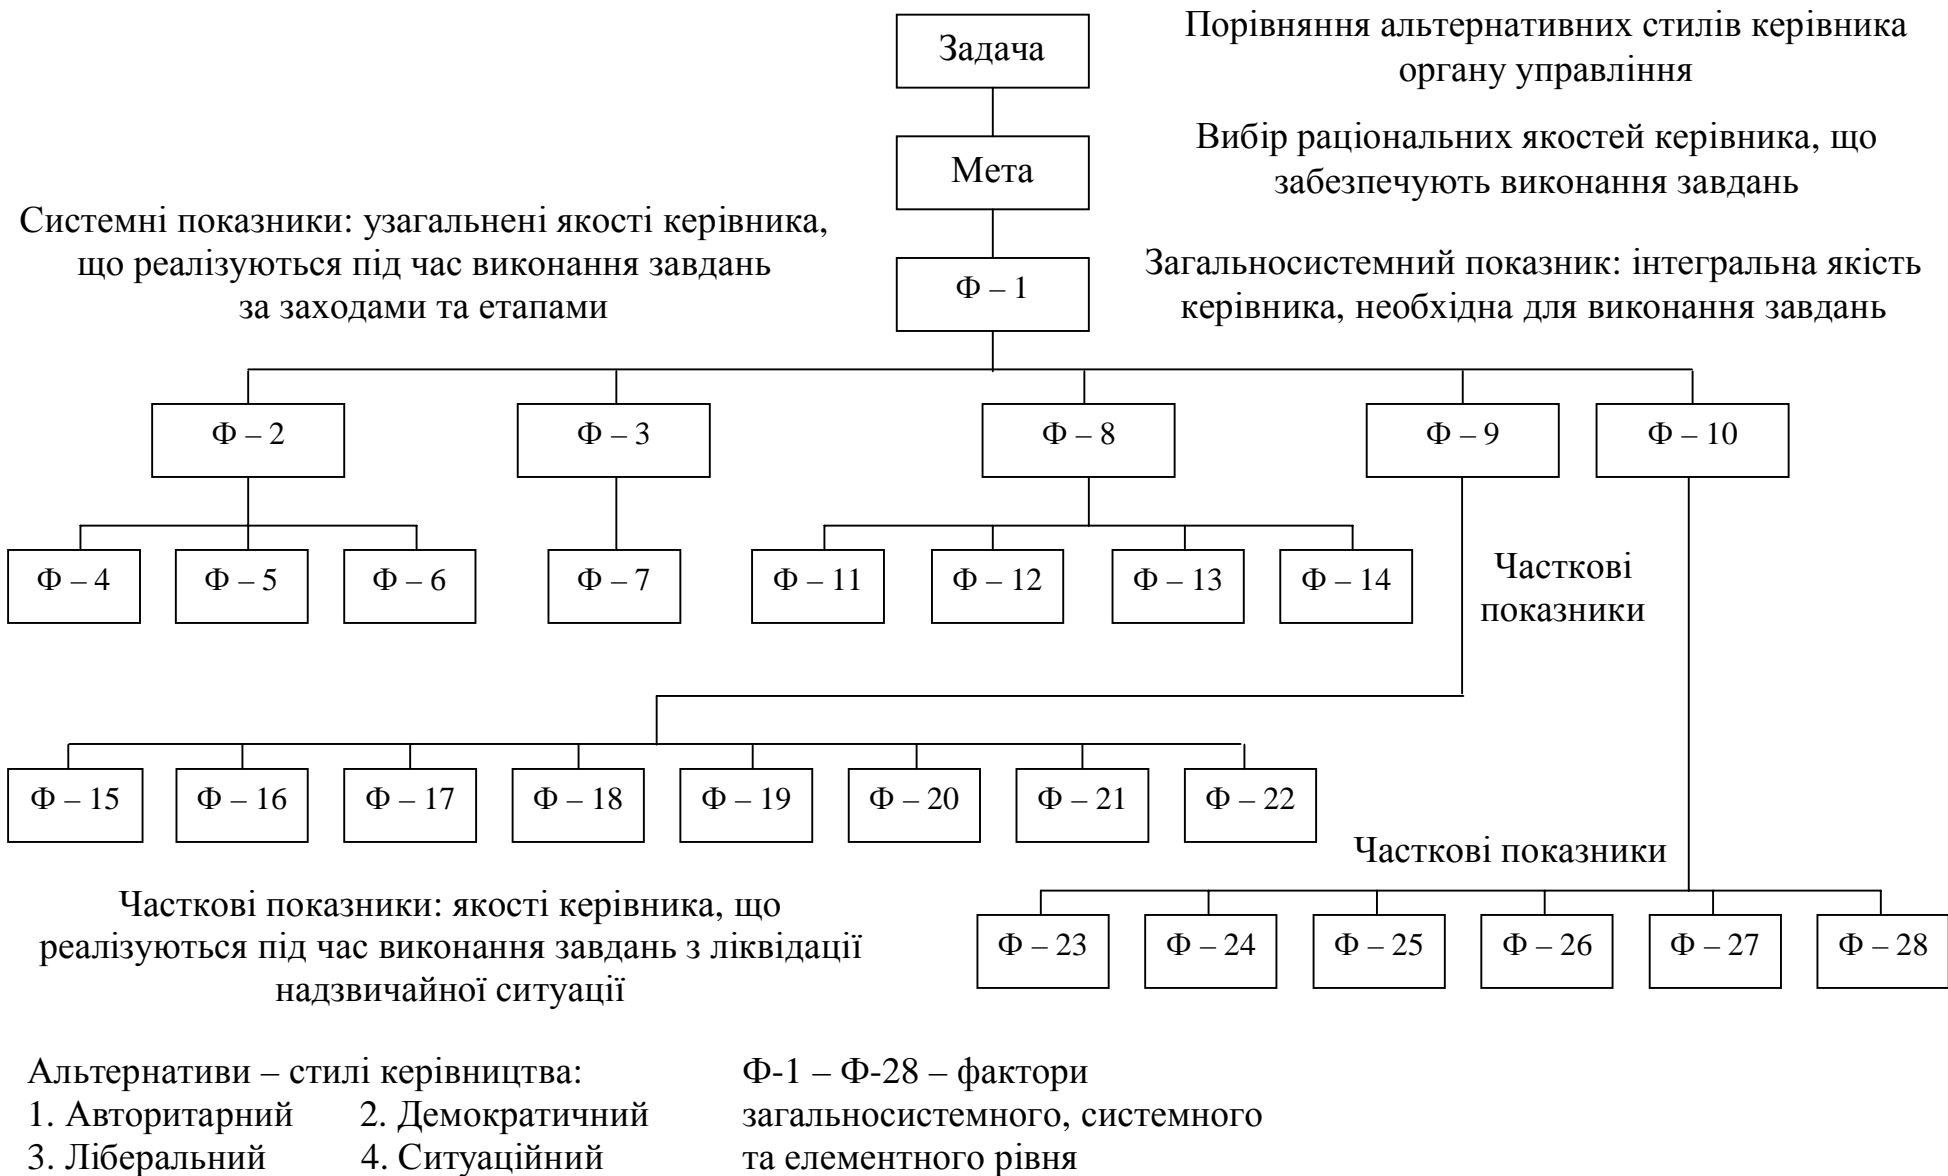 Задача
Порівняння альтернативних стилів керівника
органу управління
Мета
Вибір раціональних якостей керівника, що
забезпечують виконання завдань
Системні показники: узагальнені якості керівника,
що реалізуються під час виконання завдань
за заходами та етапами
Ф – 1
Загальносистемний показник: інтегральна якість
керівника, необхідна для виконання завдань
Ф – 2
Ф – 3
Ф – 8
Ф – 9
Ф – 10
Ф – 4
Ф – 5
Ф – 6
Ф – 7
Ф – 11
Ф – 12
Ф – 13
Ф – 14
Часткові
показники
Ф – 15
Ф – 16
Ф – 17
Ф – 18
Ф – 19
Ф – 20
Ф – 21
Ф – 22
Часткові показники
Часткові показники: якості керівника, що
реалізуються під час виконання завдань з ліквідації
надзвичайної ситуації
Ф – 23
Ф – 24
Ф – 25
Ф – 26
Ф – 27
Ф – 28
Альтернативи – стилі керівництва:
1. Авторитарний 2. Демократичний
3. Ліберальний 4. Ситуаційний
Ф-1 – Ф-28 – фактори
загальносистемного, системного
та елементного рівня